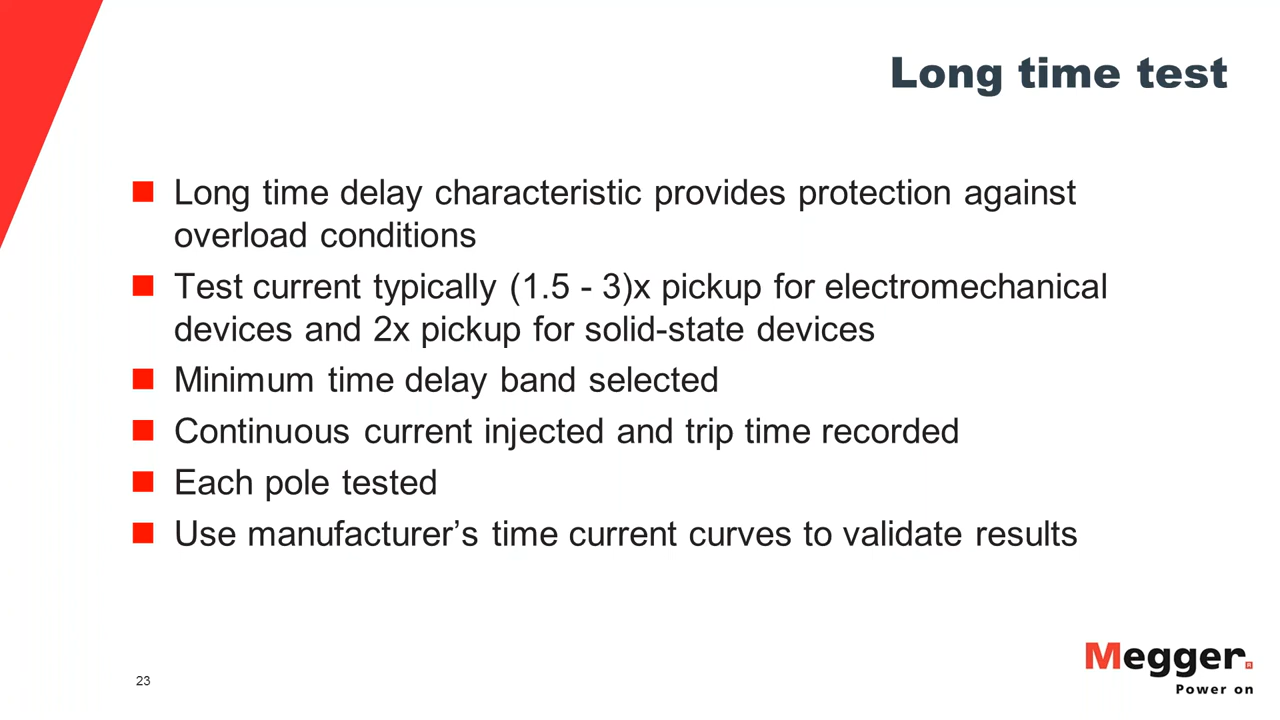 Long time test
Long time delay characteristic provides protection against
overload conditions
Test current typically (1.5 - 3)x pickup for electromechanical
devices and 2x pickup for solid-state devices
Minimum time delay band selected
Continuous current injected and trip time recorded
Each pole tested
Use manufacturer’s time current curves to validate results
Megger.
Power on
23